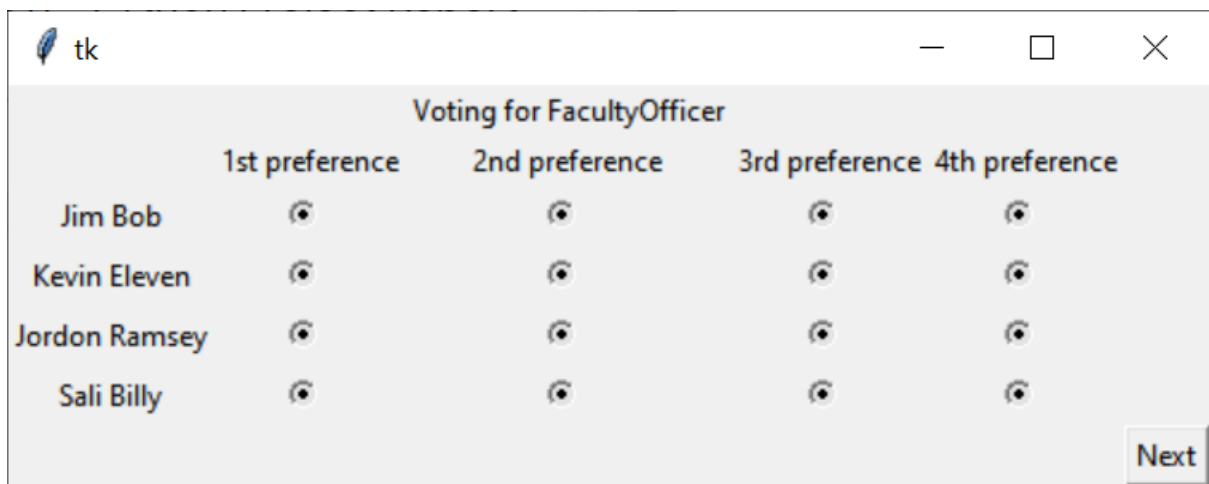 tk
Voting for FacultyOfficer
1st preference 2nd preference 3rd preference 4th preference
Jim Bob
Kevin Eleven
Jordon Ramsey
Sali Billy
Next